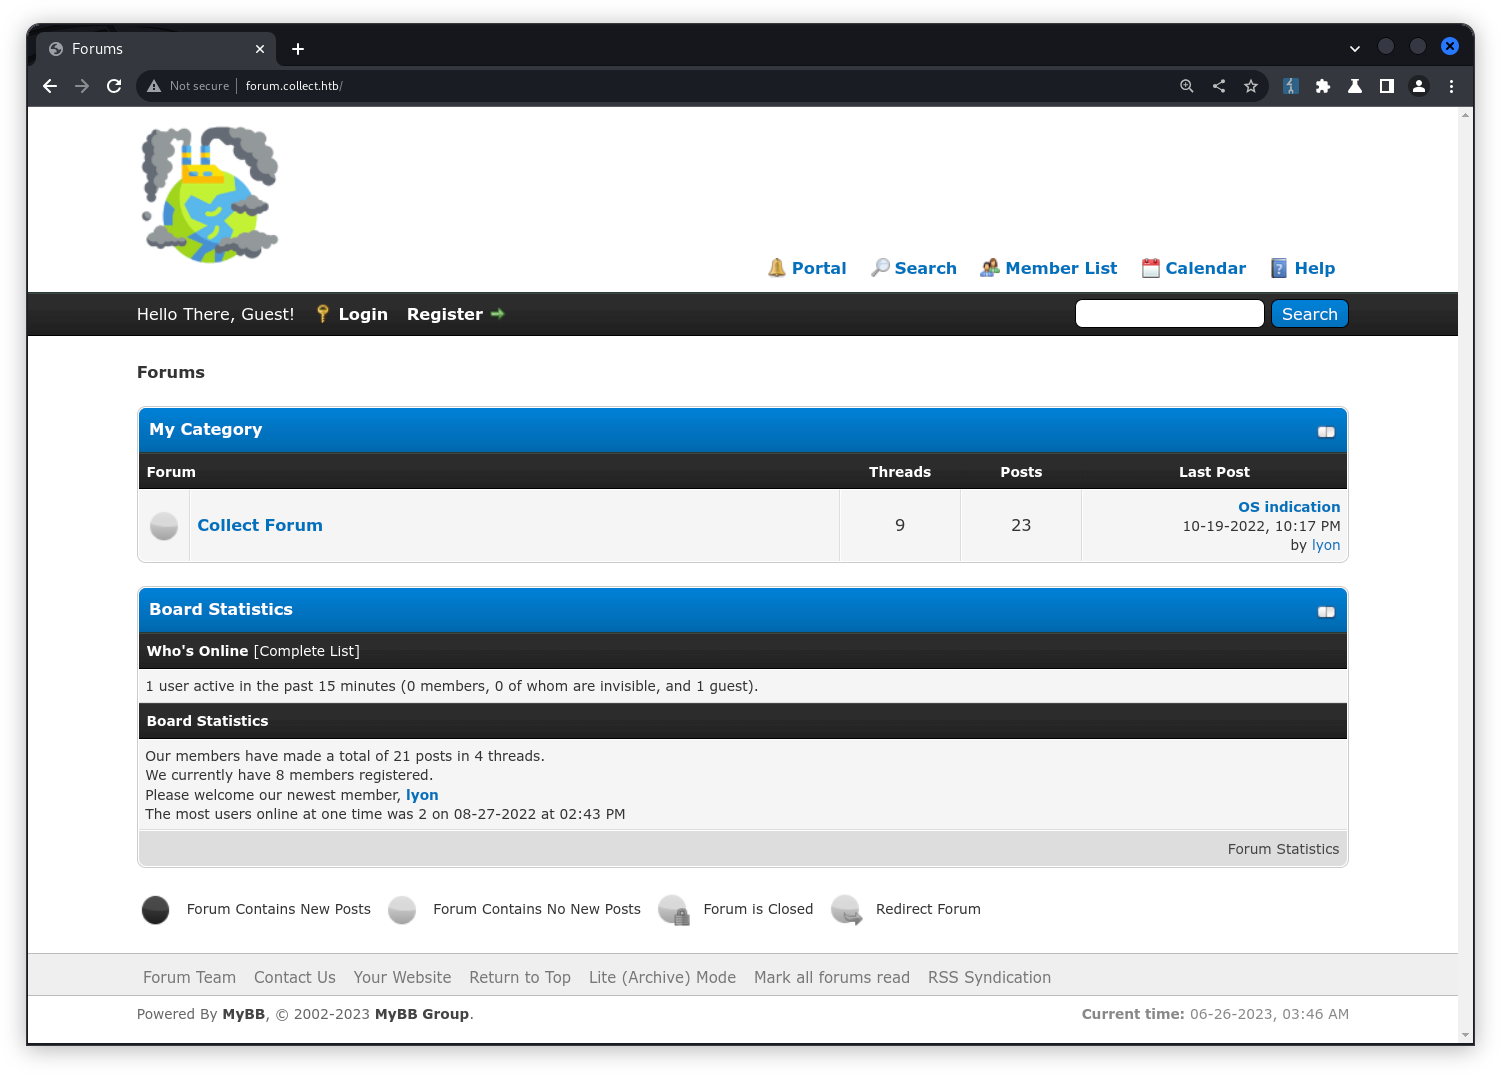 Forums
Not secure forum.collect.htb/
Portal Search Member List Calendar Help
Hello There, Guest! Login Register Search
Forums
My Category
Forum Threads Posts Last Post
Collect Forum 9 23 OS indication
10-19-2022, 10:17 PM
by lyon
Board Statistics
Who's Online [Complete List]
1 user active in the past 15 minutes (0 members, 0 of whom are invisible, and 1 guest).
Board Statistics
Our members have made a total of 21 posts in 4 threads.
We currently have 8 members registered.
Please welcome our newest member, lyon
The most users online at one time was 2 on 08-27-2022 at 02:43 PM
Forum Statistics
Forum Contains New Posts Forum Contains No New Posts Forum is Closed Redirect Forum
Forum Team Contact Us Your Website Return to Top Lite (Archive) Mode Mark all forums read RSS Syndication
Powered By MyBB, © 2002-2023 MyBB Group. Current time: 06-26-2023, 03:46 AM